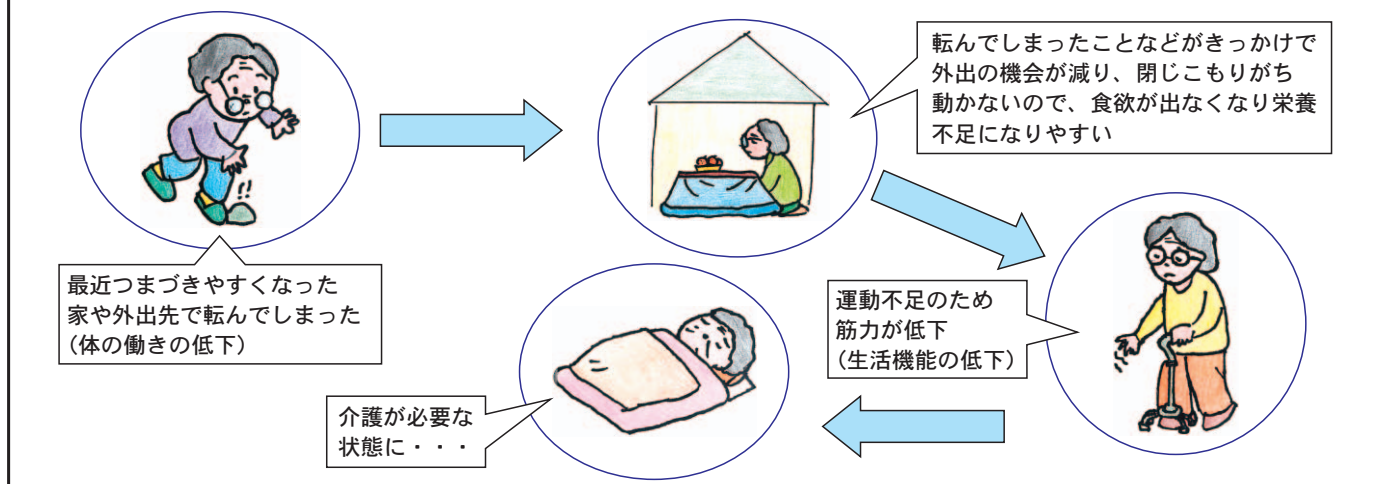 最近つまづきやすくなった
家や外出先で転んでしまった
(体の働きの低下)
転んでしまったことなどがきっかけで
外出の機会が減り、閉じこもりがち
動かないので、食欲が出なくなり栄養
不足になりやすい
運動不足のため
筋力が低下
(生活機能の低下)
介護が必要な
状態に・・・